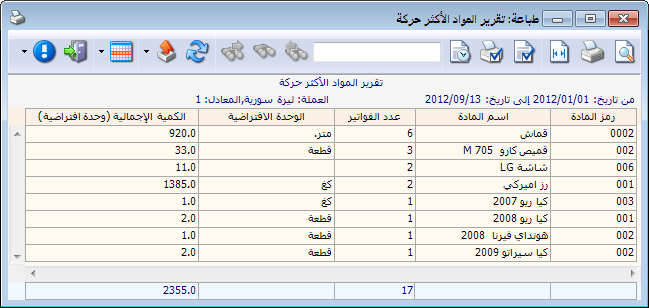 طباعة: تقرير المواد الأكثر حركة
تقرير المواد الأكثر حركة
من تاريخ: 2012/01/01 إلى تاريخ: 2012/09/13 العملة: ليرة سورية,المعادل: 1
رمز المادة اسم المادة عدد الفواتير الوحدة الافتراضية الكمية الإجمالية (وحدة افتراضية)
0002 قماش 6 متر. 920.0
002 قميص كارو M 705 3 قطعة 33.0
006 شاشة LG 2 11.0
001 رز اميركي 2 كغ 1385.0
003 كيا ريو 2007 1 كغ 1.0
001 كيا ريو 2008 1 قطعة 2.0
002 هونداي فيرنا 2008 1 قطعة 1.0
002 كيا سيراتو 2009 1 قطعة 2.0
17 2355.0